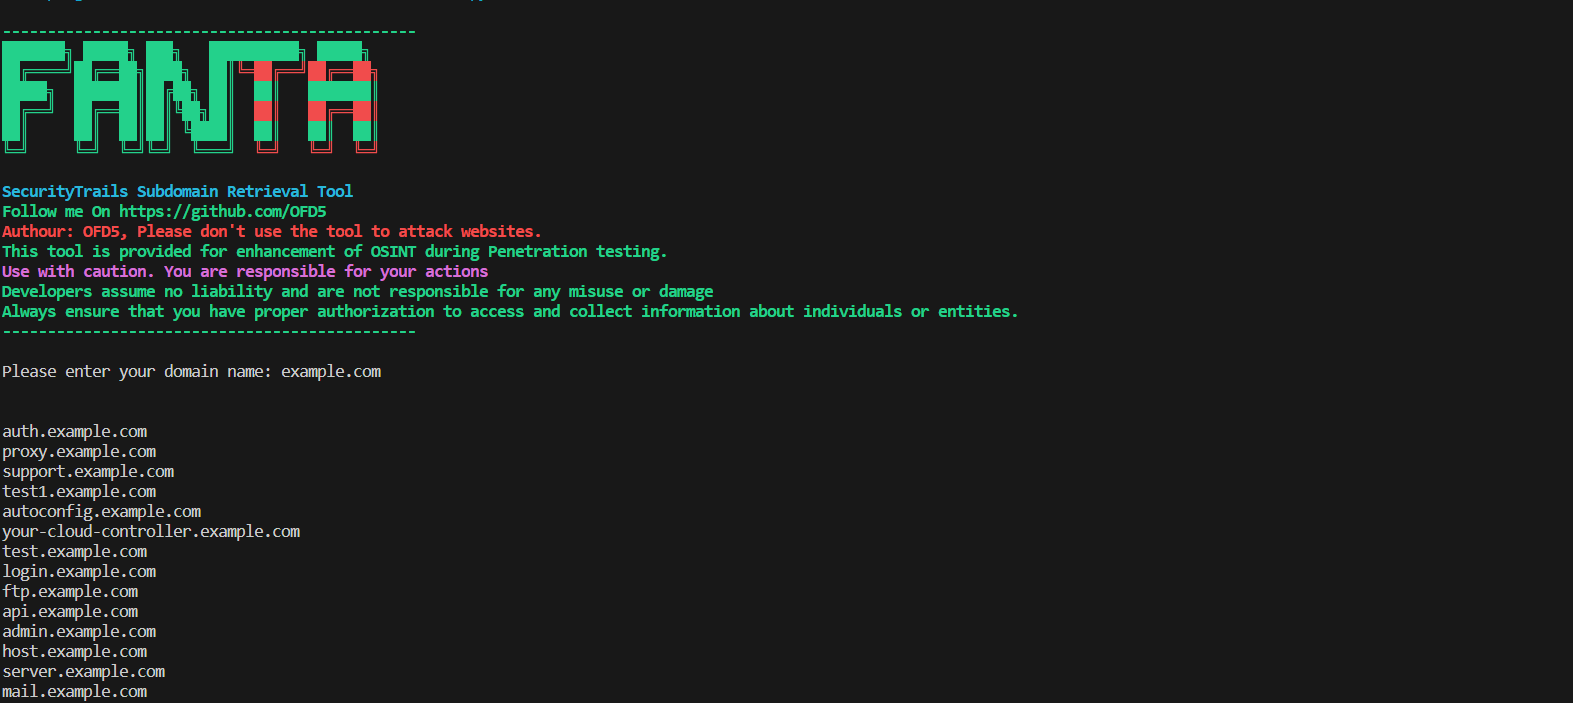 ----------------------------------------------
FANTA
SecurityTrails Subdomain Retrieval Tool
Follow me On https://github.com/OFD5
Authour: OFD5, Please don't use the tool to attack websites.
This tool is provided for enhancement of OSINT during Penetration testing.
Use with caution. You are responsible for your actions
Developers assume no liability and are not responsible for any misuse or damage
Always ensure that you have proper authorization to access and collect information about individuals or entities.
----------------------------------------------
Please enter your domain name: example.com
auth.example.com
proxy.example.com
support.example.com
test1.example.com
autoconfig.example.com
your-cloud-controller.example.com
test.example.com
login.example.com
ftp.example.com
api.example.com
admin.example.com
host.example.com
server.example.com
mail.example.com